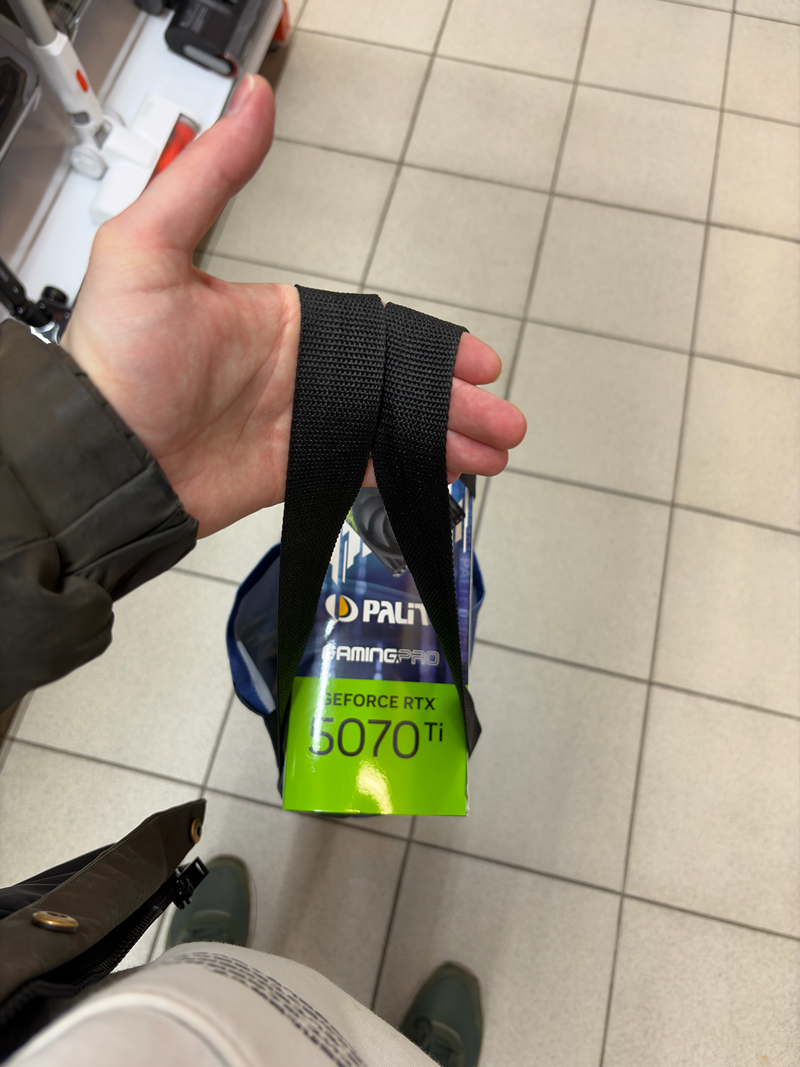 PALIT
GAMINGPRO
GEFORCE RTX
5070 Ti